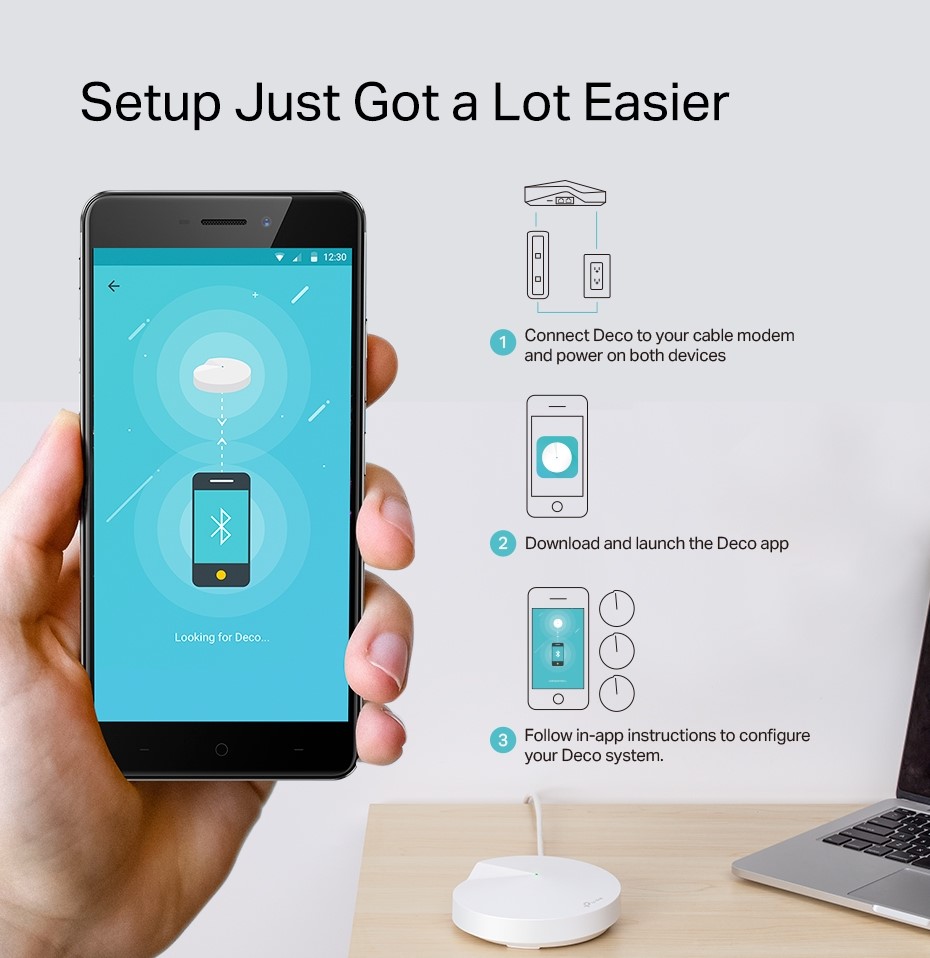 Setup Just Got a Lot Easier
12:30
Looking for Deco...
1 Connect Deco to your cable modem
and power on both devices
2 Download and launch the Deco app
3 Follow in-app instructions to configure
your Deco system.